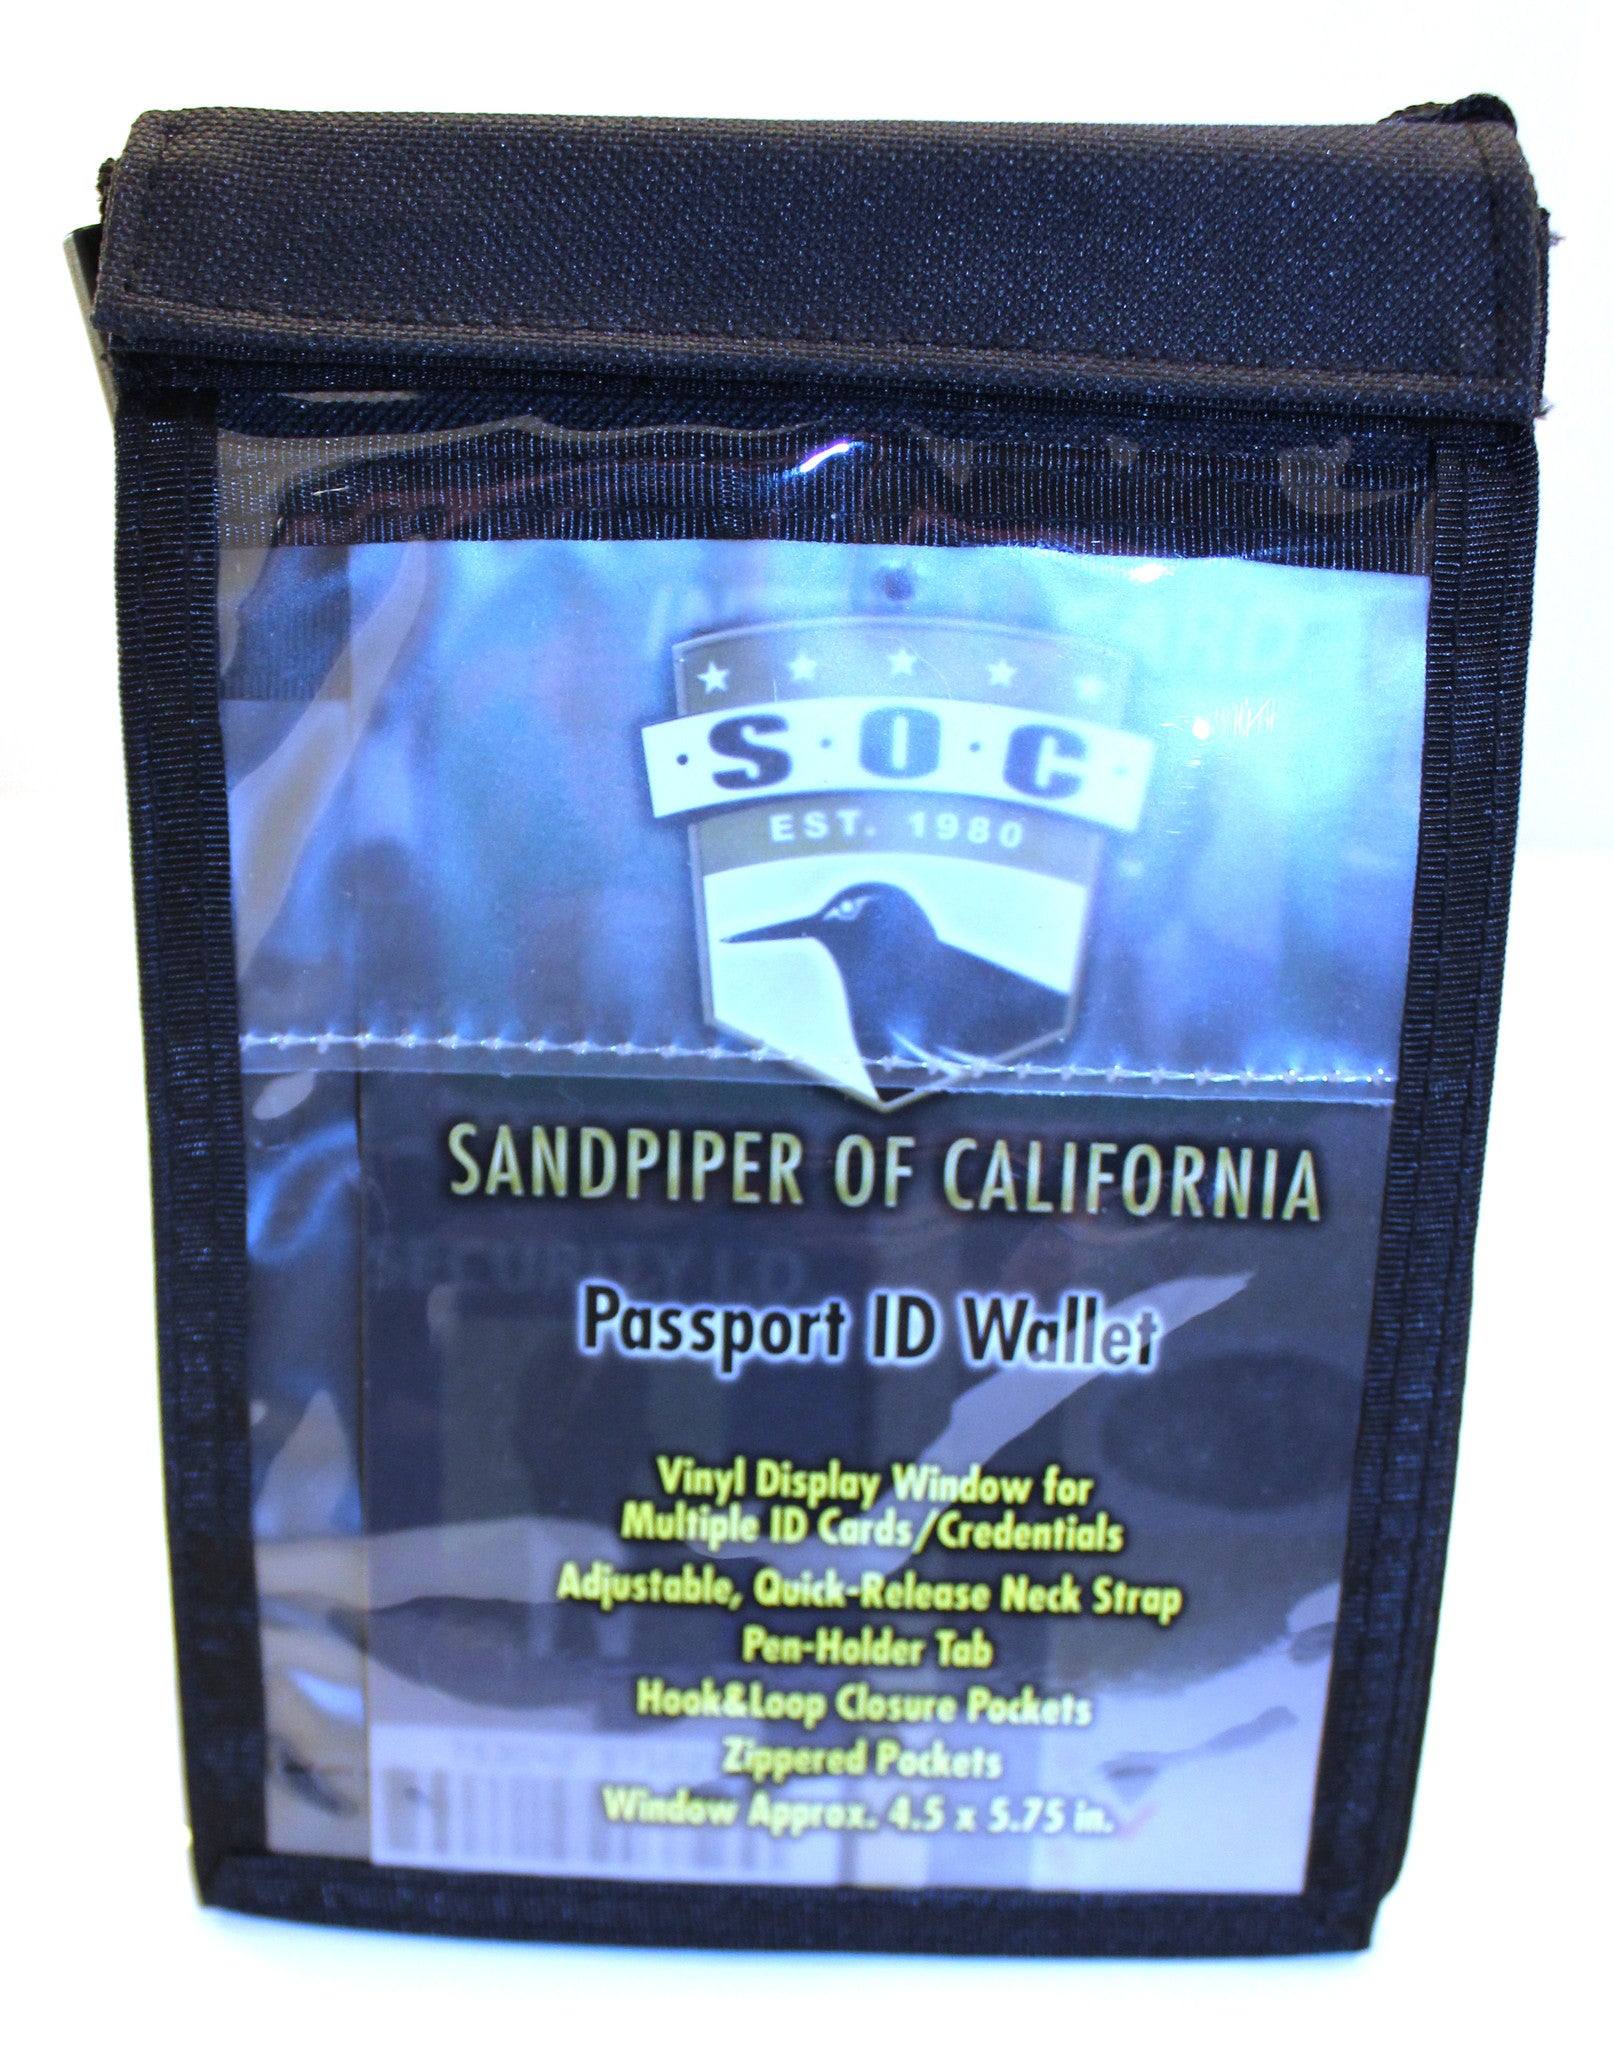 ·S·O·C·
EST. 1980
SANDPIPER OF CALIFORNIA
SECURITY I D
Passport ID Wallet
Vinyl Display Window for
Multiple ID Cards/Credentials
Adjustable, Quick-Release Neck Strap
Pen-Holder Tab
Hook&Loop Closure Pockets
Zippered Pockets
Window Approx. 4.5 x 5.75 in.